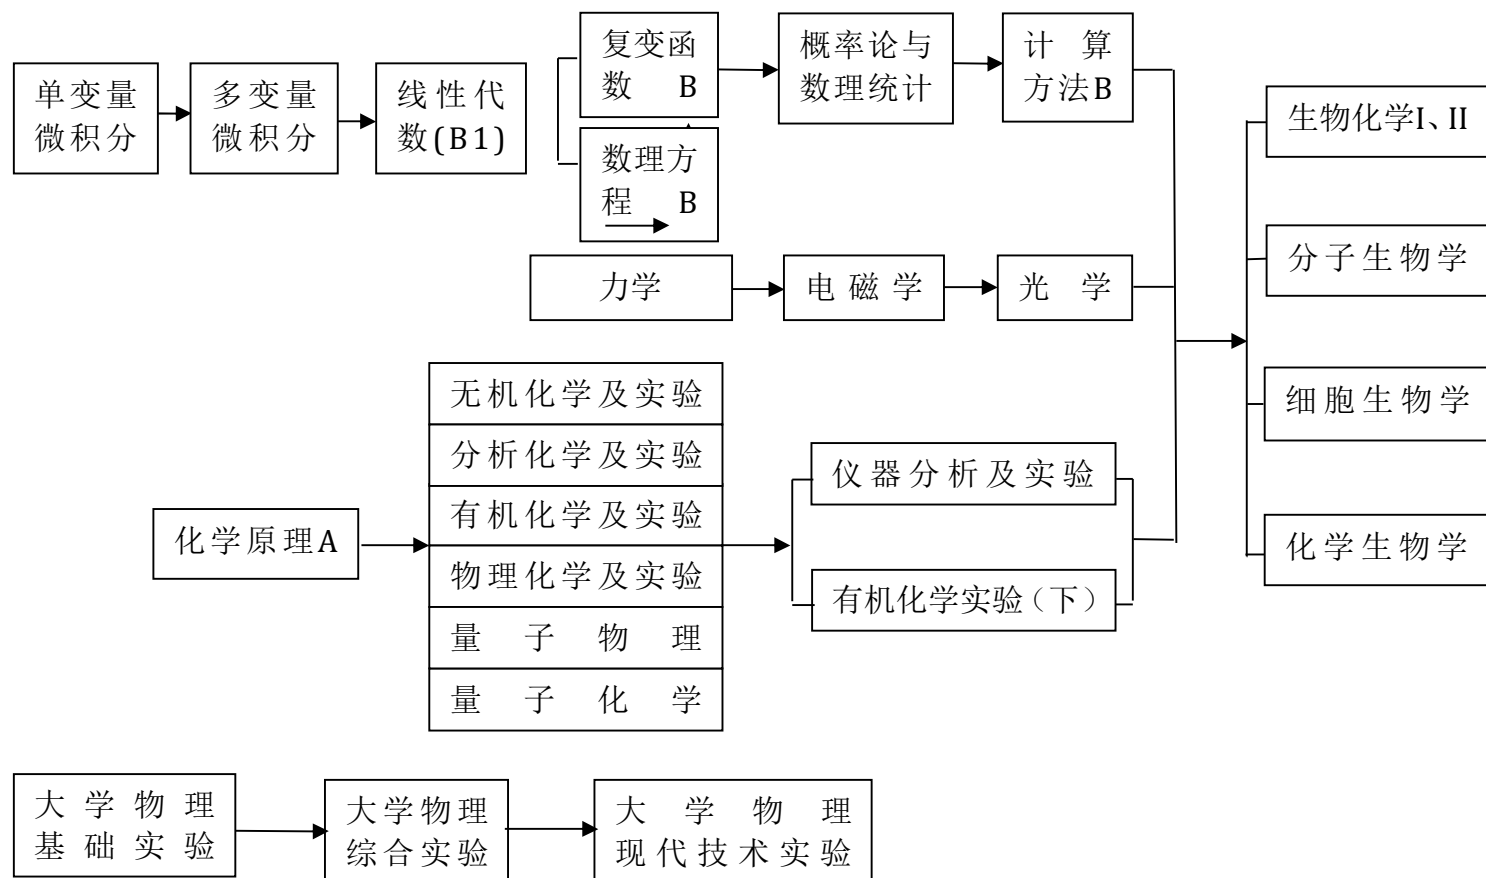 单变量
微积分
多变量
微积分
线性代
数(B1)
复变函
数 B
数理方
程 B
概率论与
数理统计
计 算
方法B
力学
电磁学
光 学
化学原理A
无机化学及实验
分析化学及实验
有机化学及实验
物理化学及实验
量 子 物 理
量 子 化 学
仪器分析及实验
有机化学实验（下）
生物化学I、II
分子生物学
细胞生物学
化学生物学
大 学 物 理
基 础 实 验
大学物理
综合实验
大 学 物 理
现代技术实验